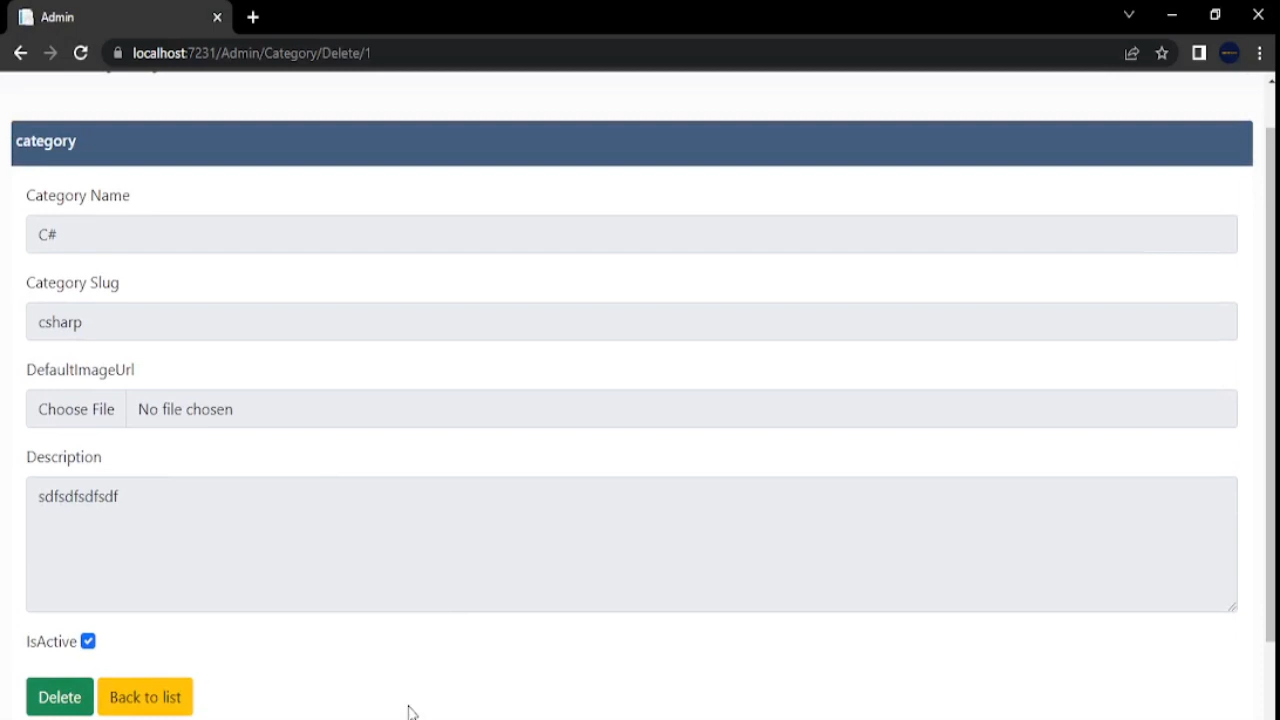 Admin
localhost:7231/Admin/Category/Delete/1
category
Category Name
C#
Category Slug
csharp
DefaultImageUrl
Choose File No file chosen
Description
sdfsdfsdfsdf
IsActive
Delete Back to list